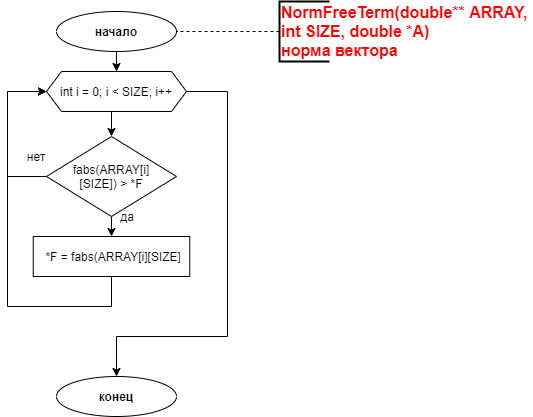 начало
NormFreeTerm(double** ARRAY,
int SIZE, double *A)
норма вектора
int i = 0; i < SIZE; i++
нет
fabs(ARRAY[i]
[SIZE]) > *F
да
*F = fabs(ARRAY[i][SIZE]
конец